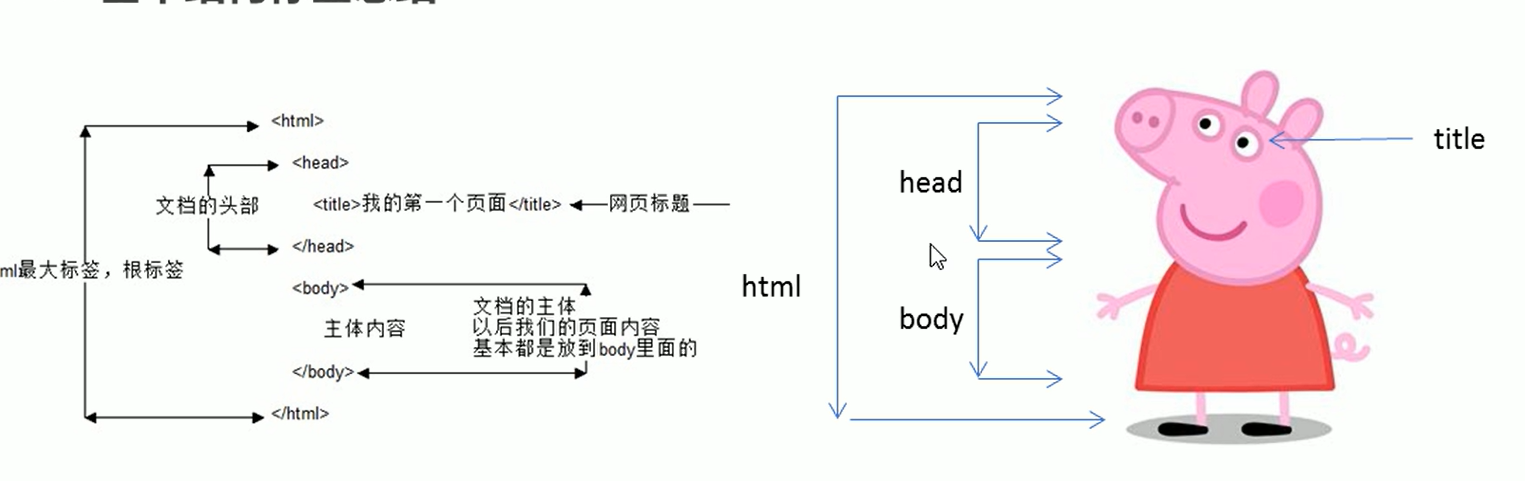 <html>
<head>
文档的头部
<title>我的第一个页面</title>
网页标题
</head>
ml最大标签，根标签
<body>
文档的主体
主体内容
以后我们的页面内容
基本都是放到body里面的
</body>
</html>
title
head
html
body